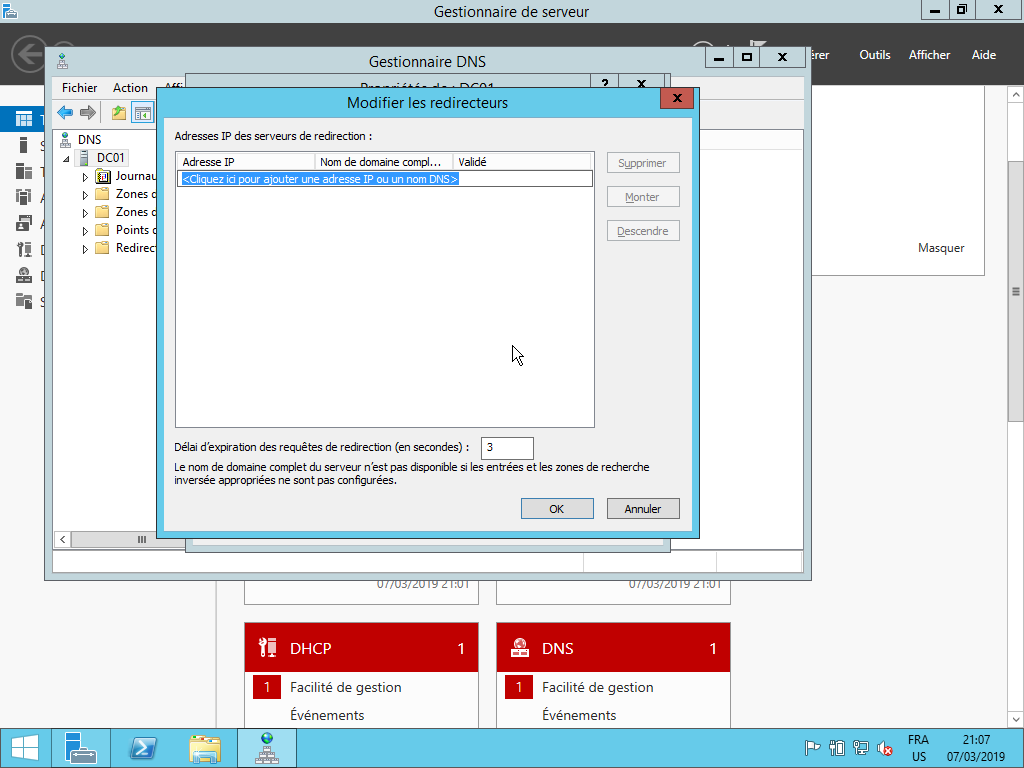 Gestionnaire de serveur
Outils Afficher Aide
Gestionnaire DNS
Fichier Action
Propriétés de : DC01
Modifier les redirecteurs
Adresses IP des serveurs de redirection :
Adresse IP Nom de domaine compl... Validé
<Cliquez ici pour ajouter une adresse IP ou un nom DNS>
Supprimer
Monter
Descendre
DNS
DC01
Journau
Zones d
Zones d
Points d
Redirec
Masquer
Délai d'expiration des requêtes de redirection (en secondes) : 3
Le nom de domaine complet du serveur n'est pas disponible si les entrées et les zones de recherche
inversée appropriées ne sont pas configurées.
OK Annuler
07/03/2019 21:01 07/03/2019 21:01
DHCP 1
1 Facilité de gestion
Événements
DNS 1
1 Facilité de gestion
Événements
FRA
US
21:07
07/03/2019